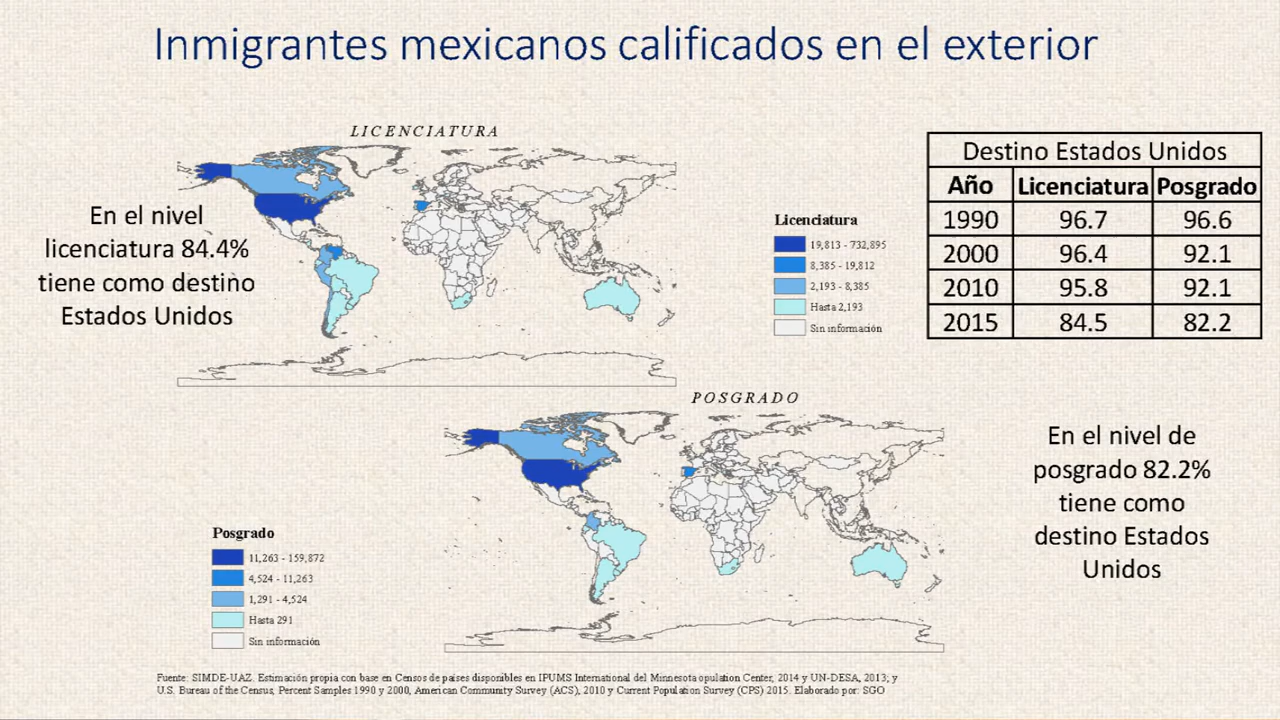 Inmigrantes mexicanos calificados en el exterior
LICENCIATURA
En el nivel
licenciatura 84.4%
tiene como destino
Estados Unidos
Licenciatura
19,813 - 732,895
8,385 - 19,812
2,193 - 8,385
Hasta 2,193
Sin información
Destino Estados Unidos
Año Licenciatura Posgrado
1990 96.7 96.6
2000 96.4 92.1
2010 95.8 92.1
2015 84.5 82.2
POSGRADO
Posgrado
11,263 - 159,872
4,524 - 11,263
1,291 - 4,524
Hasta 291
Sin información
En el nivel de
posgrado 82.2%
tiene como
destino Estados
Unidos
Fuente: SIMDE-UAZ. Estimación propia con base en Censos de países disponibles en IPUMS International del Minnesota opulation Center, 2014 y UN-DESA, 2013; y
U.S. Bureau of the Census, Percent Samples 1990 y 2000, American Community Survey (ACS), 2010 y Current Population Survey (CPS) 2015. Elaborado por: SGO